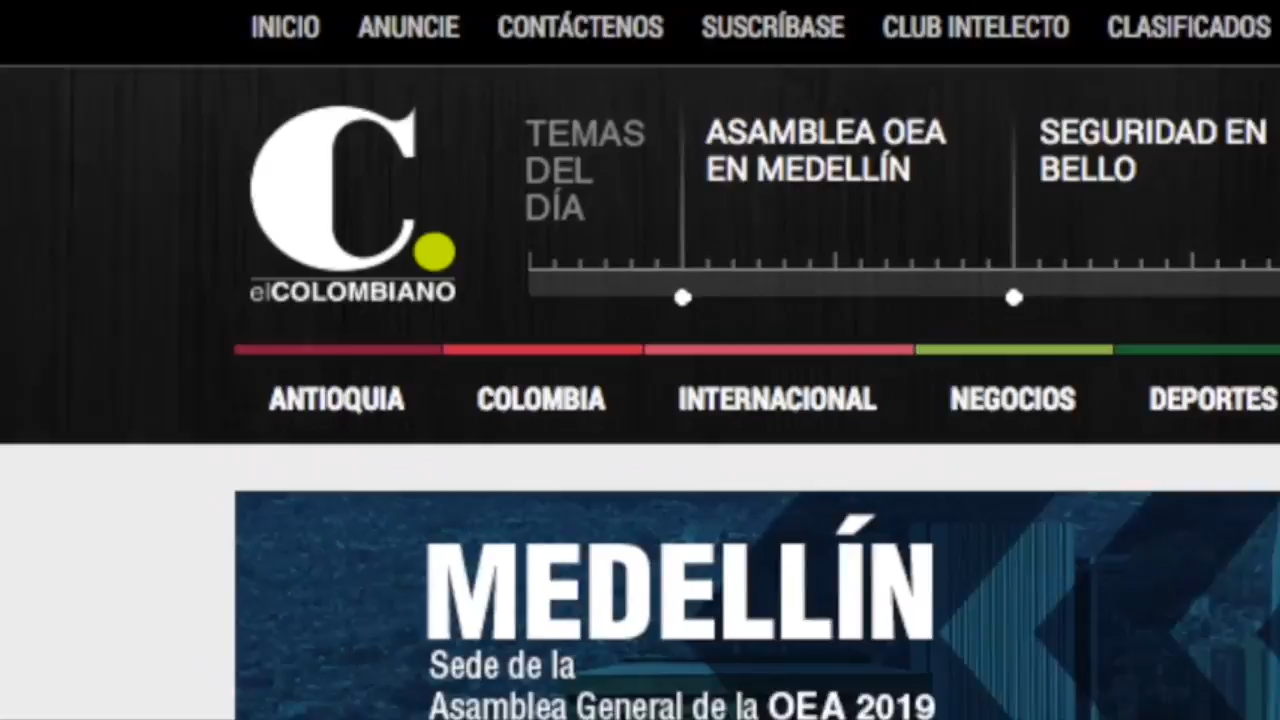 INICIO ANUNCIE CONTÁCTENOS SUSCRÍBASE CLUB INTELECTO CLASIFICADOS
C.
elCOLOMBIANO
TEMAS
DEL
DÍA
ASAMBLEA OEA
EN MEDELLÍN
SEGURIDAD EN
BELLO
ANTIOQUIA COLOMBIA INTERNACIONAL NEGOCIOS DEPORTES
MEDELLÍN
Sede de la
Asamblea General de la OEA 2019